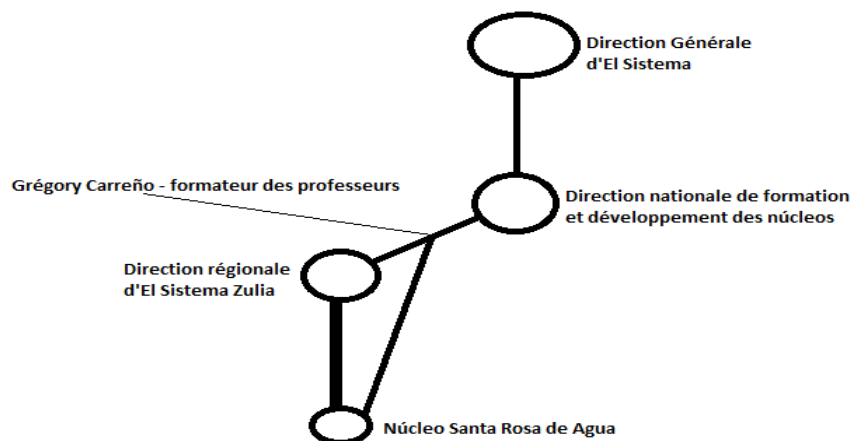 Direction Générale
d'El Sistema
Grégory Carreño - formateur des professeurs
Direction nationale de formation
et développement des núcleos
Direction régionale
d'El Sistema Zulia
Núcleo Santa Rosa de Agua